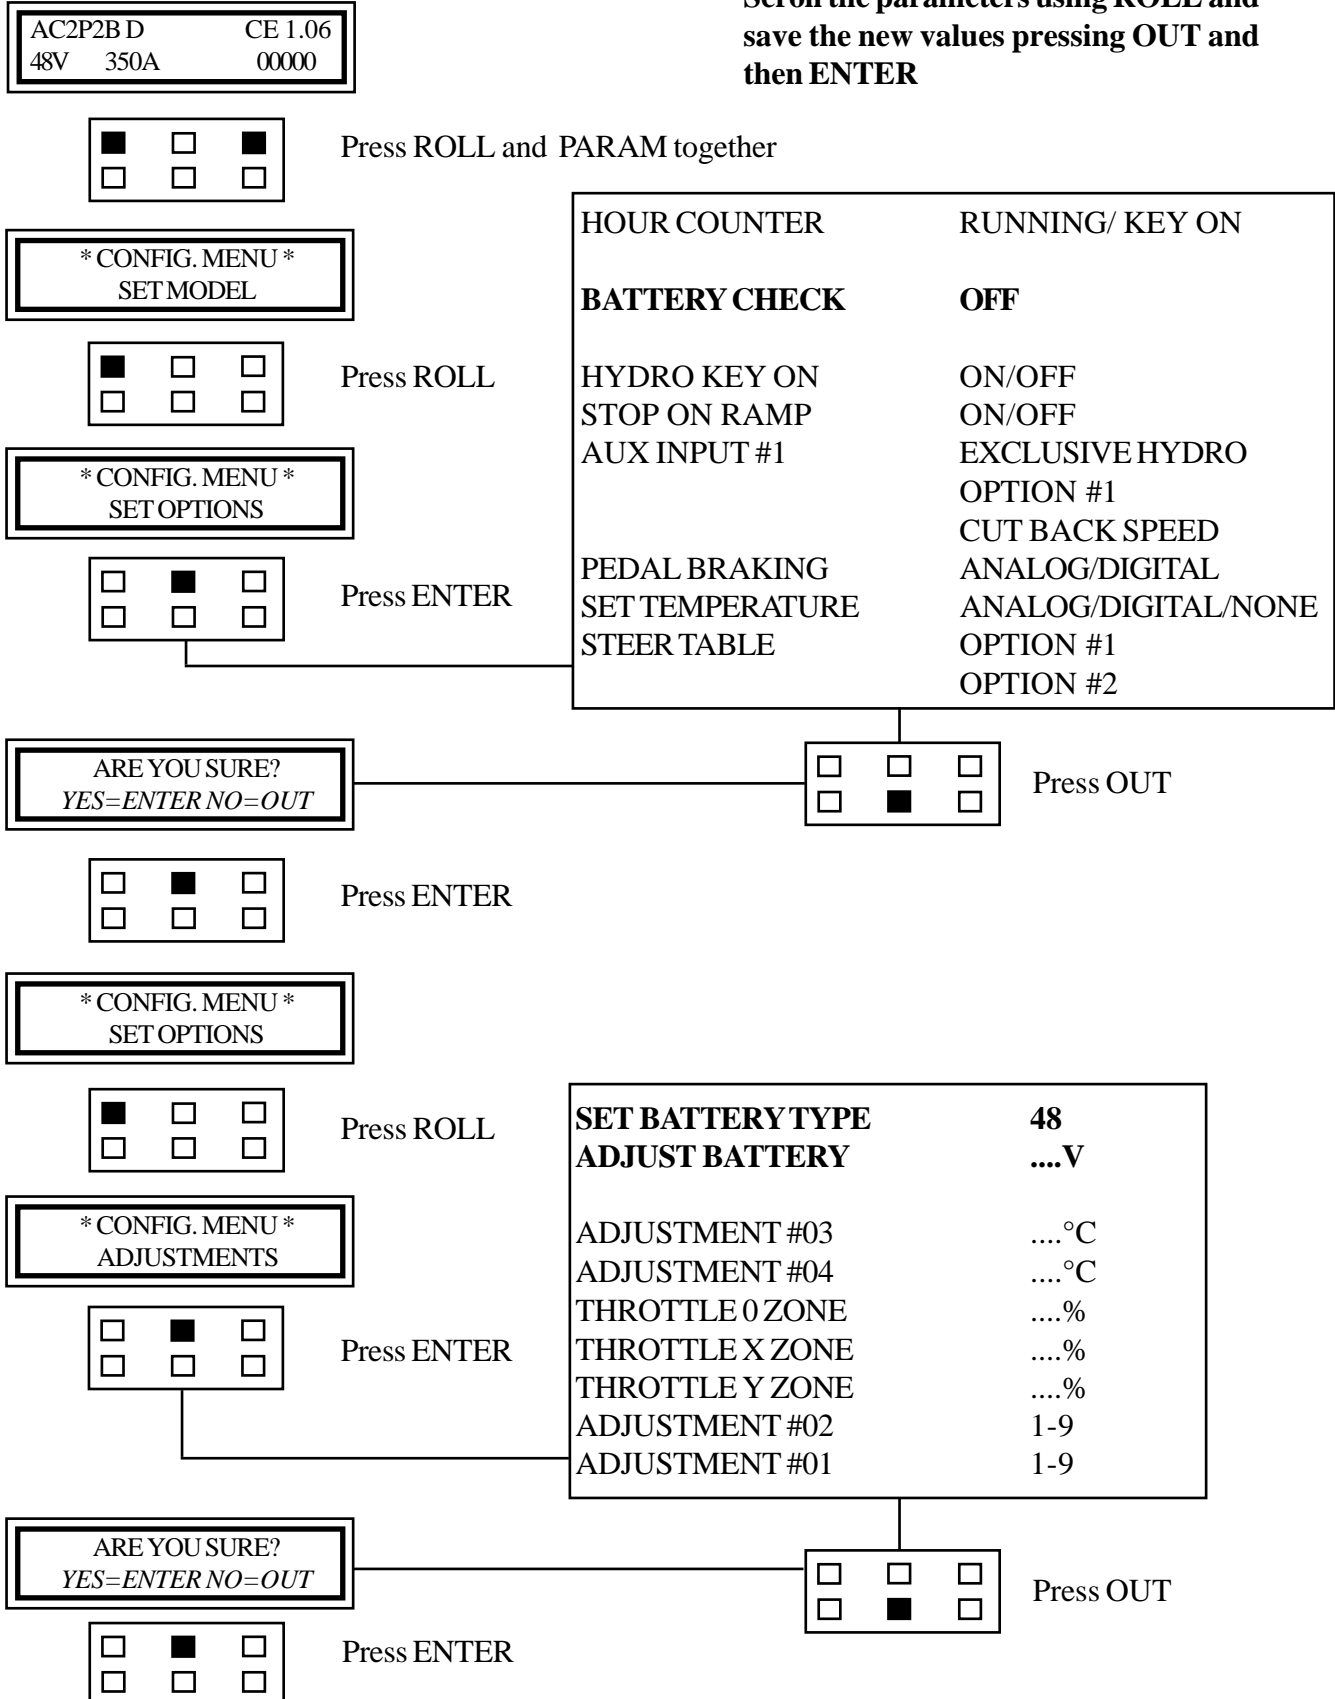 Scroll the parameters using ROLL and
save the new values pressing OUT and
then ENTER
AC2P2B D CE 1.06
48V 350A 00000
Press ROLL and PARAM together
* CONFIG. MENU *
SET MODEL
Press ROLL
* CONFIG. MENU *
SET OPTIONS
Press ENTER
HOUR COUNTER RUNNING/ KEY ON
BATTERY CHECK OFF
HYDRO KEY ON ON/OFF
STOP ON RAMP ON/OFF
AUX INPUT #1 EXCLUSIVE HYDRO
OPTION #1
CUT BACK SPEED
PEDAL BRAKING ANALOG/DIGITAL
SET TEMPERATURE ANALOG/DIGITAL/NONE
STEER TABLE OPTION #1
OPTION #2
Press OUT
ARE YOU SURE?
YES=ENTER NO=OUT
Press ENTER
* CONFIG. MENU *
SET OPTIONS
Press ROLL
* CONFIG. MENU *
ADJUSTMENTS
Press ENTER
SET BATTERY TYPE 48
ADJUST BATTERY ....V
ADJUSTMENT #03 ....°C
ADJUSTMENT #04 ....°C
THROTTLE 0 ZONE ....%
THROTTLE X ZONE ....%
THROTTLE Y ZONE ....%
ADJUSTMENT #02 1-9
ADJUSTMENT #01 1-9
Press OUT
ARE YOU SURE?
YES=ENTER NO=OUT
Press ENTER